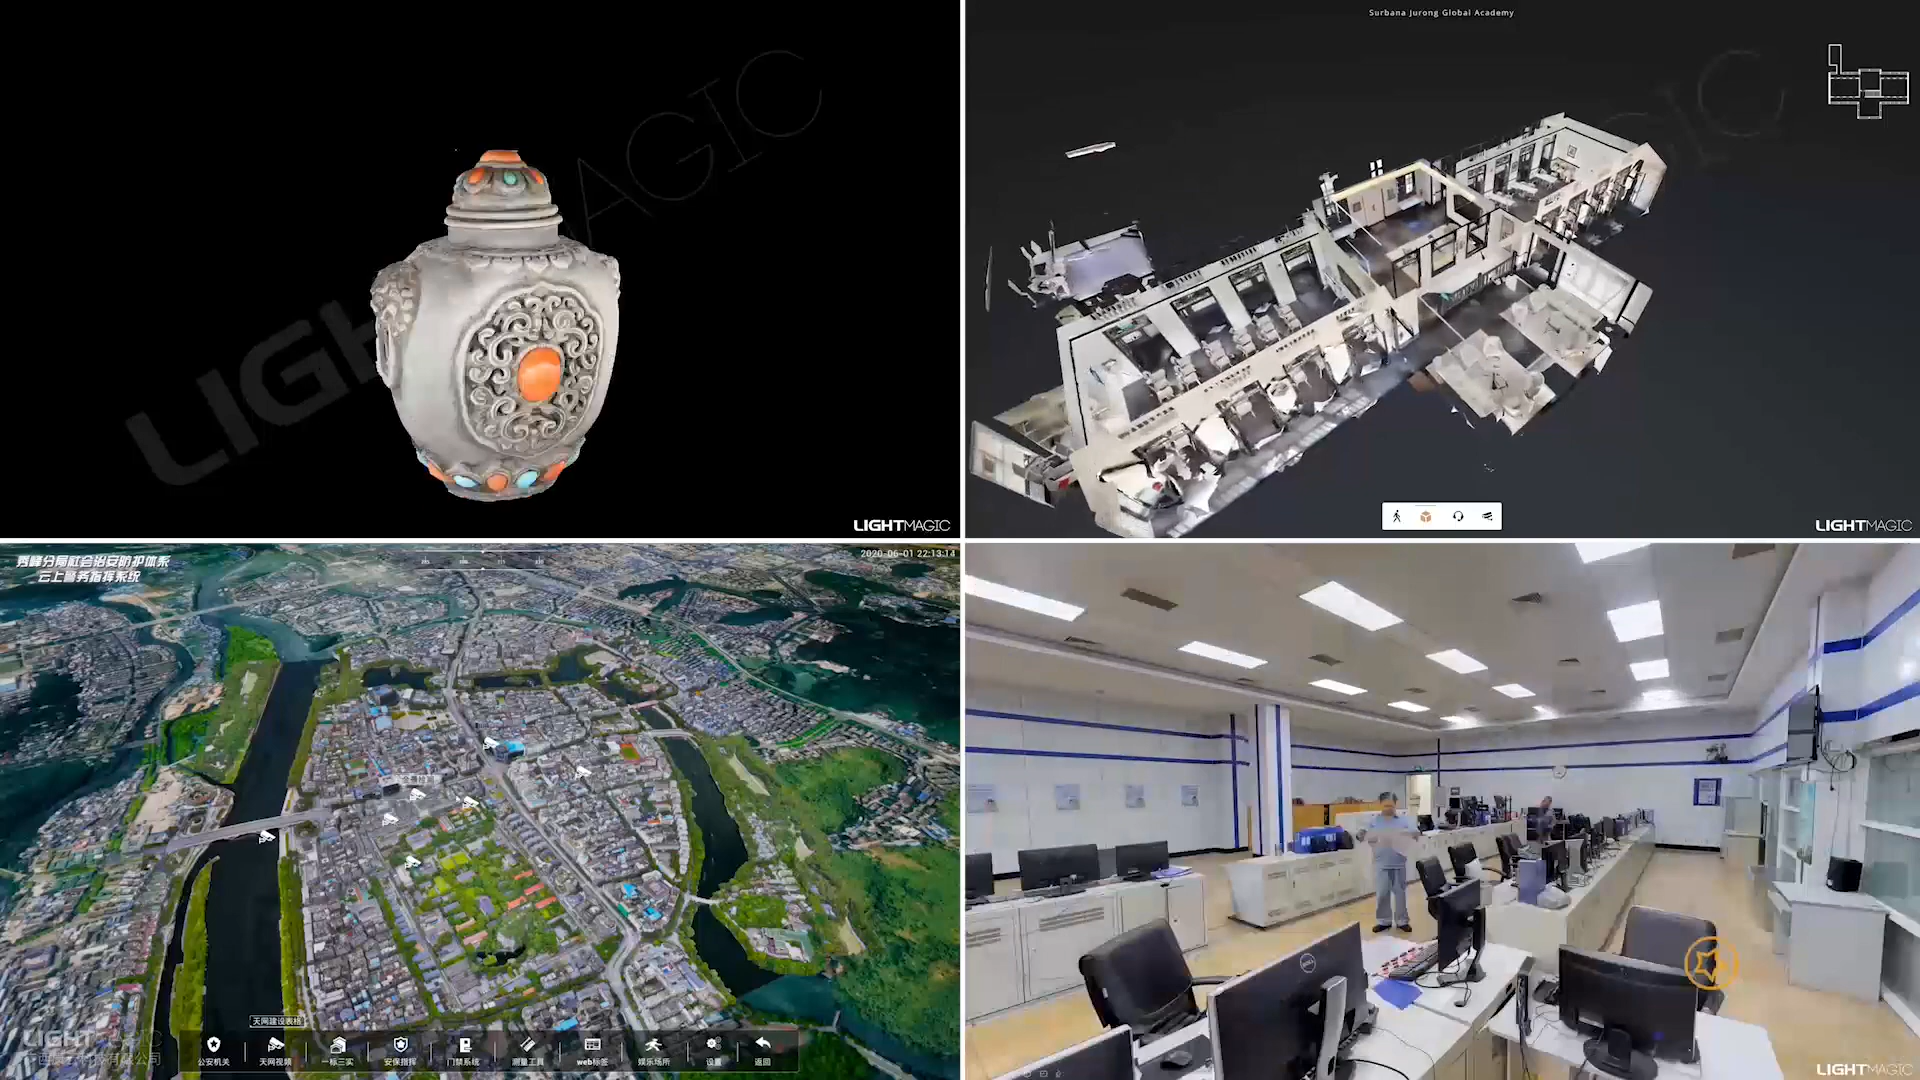 LIGHTMAGIC
LIGHTMAGIC
Surbana Jurong Global Academy
LIGHTMAGIC
秀峰分局社会治安防护体系
云上警务指挥系统
2020-06-01 22:13:14
天网建设表格
公安机关
天网视频
一标三实
安保指挥
门禁系统
测量工具
web标签
娱乐场所
设置
返回
LIGHTMAGIC